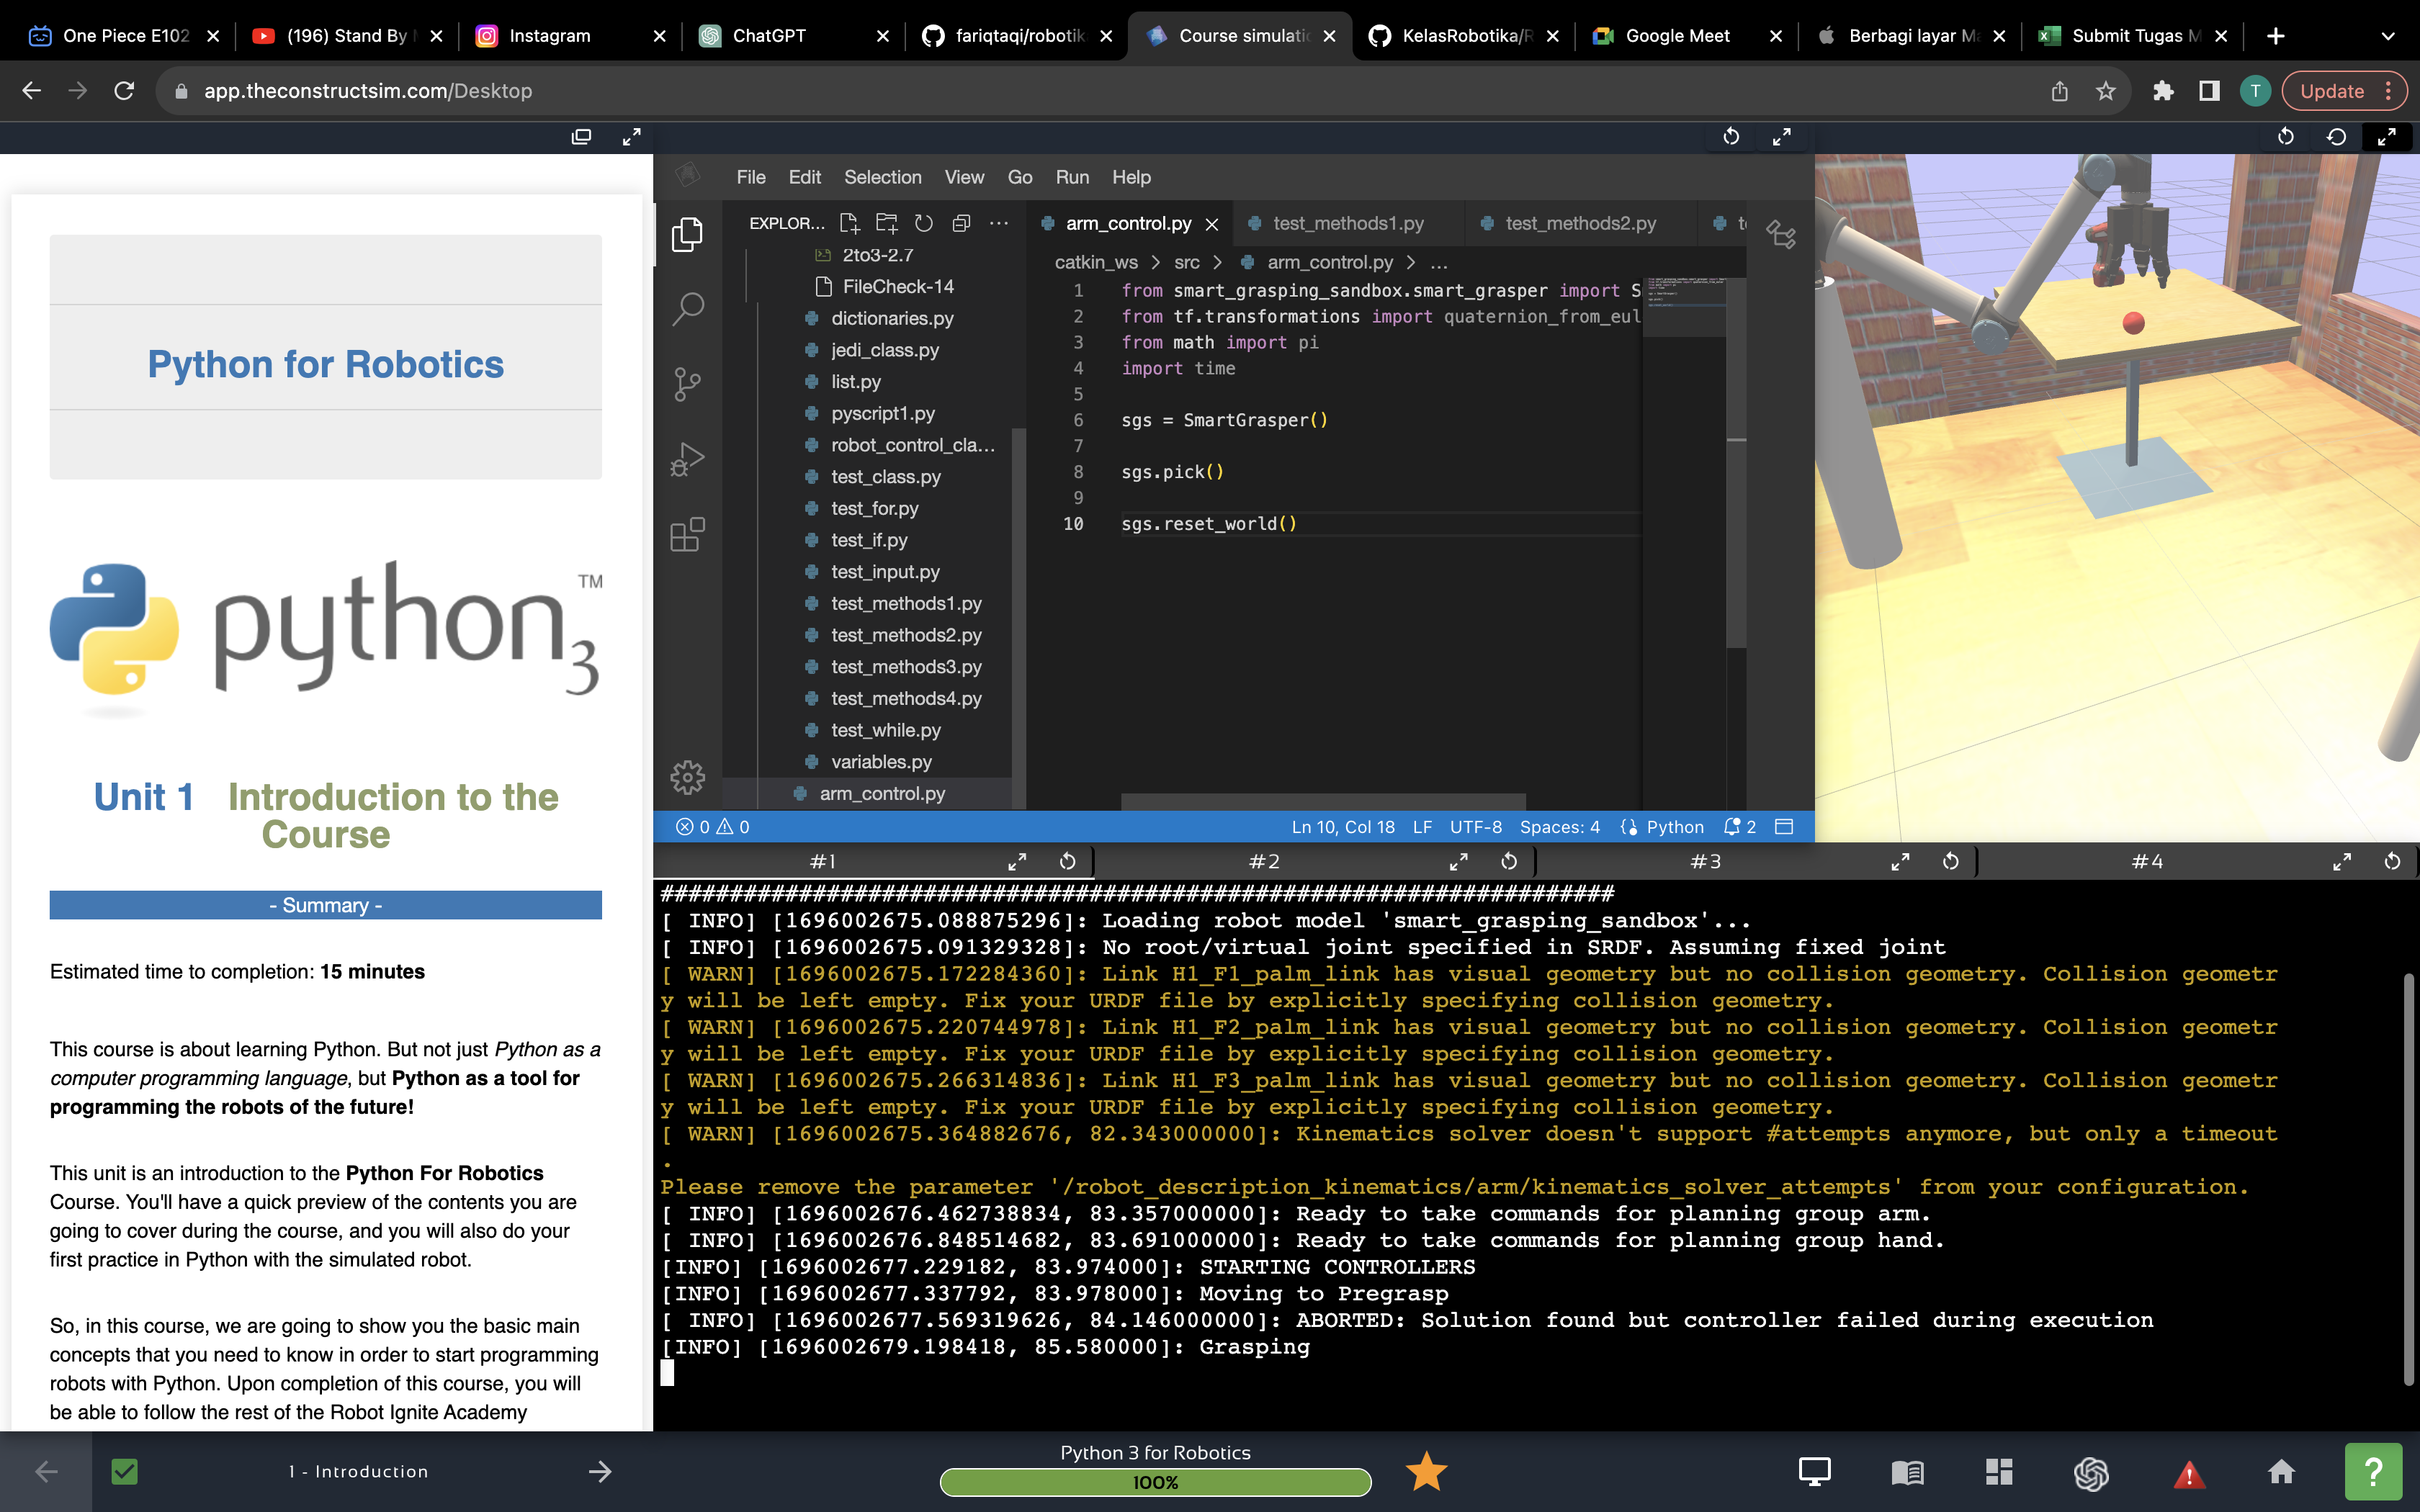 One Piece E102
(196) Stand By
Instagram
ChatGPT
fariqtaqi/robotik
Course simulati
KelasRobotika/R
Google Meet
Berbagi layar M
Submit Tugas M
app.theconstructsim.com/Desktop
T
Update
Python for Robotics
python 3 TM
Unit 1 Introduction to the
Course
- Summary -
Estimated time to completion: 15 minutes
This course is about learning Python. But not just Python as a
computer programming language, but Python as a tool for
programming the robots of the future!
This unit is an introduction to the Python For Robotics
Course. You'll have a quick preview of the contents you are
going to cover during the course, and you will also do your
first practice in Python with the simulated robot.
So, in this course, we are going to show you the basic main
concepts that you need to know in order to start programming
robots with Python. Upon completion of this course, you will
be able to follow the rest of the Robot Ignite Academy
File Edit Selection View Go Run Help
EXPLOR...
2to3-2.7
FileCheck-14
dictionaries.py
jedi_class.py
list.py
pyscript1.py
robot_control_cla...
test_class.py
test_for.py
test_if.py
test_input.py
test_methods1.py
test_methods2.py
test_methods3.py
test_methods4.py
test_while.py
variables.py
arm_control.py
arm_control.py test_methods1.py test_methods2.py
catkin_ws > src > arm_control.py > ...
1 from smart_grasping_sandbox.smart_grasper import S
2 from tf.transformations import quaternion_from_eul
3 from math import pi
4 import time
5
6 sgs = SmartGrasper()
7
8 sgs.pick()
9
10 sgs.reset_world()
0 0 Ln 10, Col 18 LF UTF-8 Spaces: 4 Python 2
#1 #2 #3 #4
#####################################################################
[ INFO] [1696002675.088875296]: Loading robot model 'smart_grasping_sandbox'...
[ INFO] [1696002675.091329328]: No root/virtual joint specified in SRDF. Assuming fixed joint
[ WARN] [1696002675.172284360]: Link H1_F1_palm_link has visual geometry but no collision geometry. Collision geometr
y will be left empty. Fix your URDF file by explicitly specifying collision geometry.
[ WARN] [1696002675.220744978]: Link H1_F2_palm_link has visual geometry but no collision geometry. Collision geometr
y will be left empty. Fix your URDF file by explicitly specifying collision geometry.
[ WARN] [1696002675.266314836]: Link H1_F3_palm_link has visual geometry but no collision geometry. Collision geometr
y will be left empty. Fix your URDF file by explicitly specifying collision geometry.
[ WARN] [1696002675.364882676, 82.343000000]: Kinematics solver doesn't support #attempts anymore, but only a timeout
.
Please remove the parameter '/robot_description_kinematics/arm/kinematics_solver_attempts' from your configuration.
[ INFO] [1696002676.462738834, 83.357000000]: Ready to take commands for planning group arm.
[ INFO] [1696002676.848514682, 83.691000000]: Ready to take commands for planning group hand.
[INFO] [1696002677.229182, 83.974000]: STARTING CONTROLLERS
[INFO] [1696002677.337792, 83.978000]: Moving to Pregrasp
[ INFO] [1696002677.569319626, 84.146000000]: ABORTED: Solution found but controller failed during execution
[INFO] [1696002679.198418, 85.580000]: Grasping
1 - Introduction
Python 3 for Robotics
100%
?